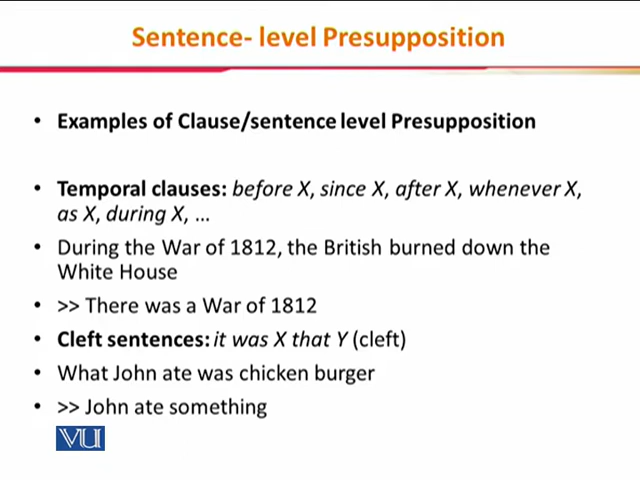 Sentence- level Presupposition
• Examples of Clause/sentence level Presupposition
• Temporal clauses: before X, since X, after X, whenever X,
as X, during X, ...
• During the War of 1812, the British burned down the
White House
• >> There was a War of 1812
• Cleft sentences: it was X that Y (cleft)
• What John ate was chicken burger
• >> John ate something
VU